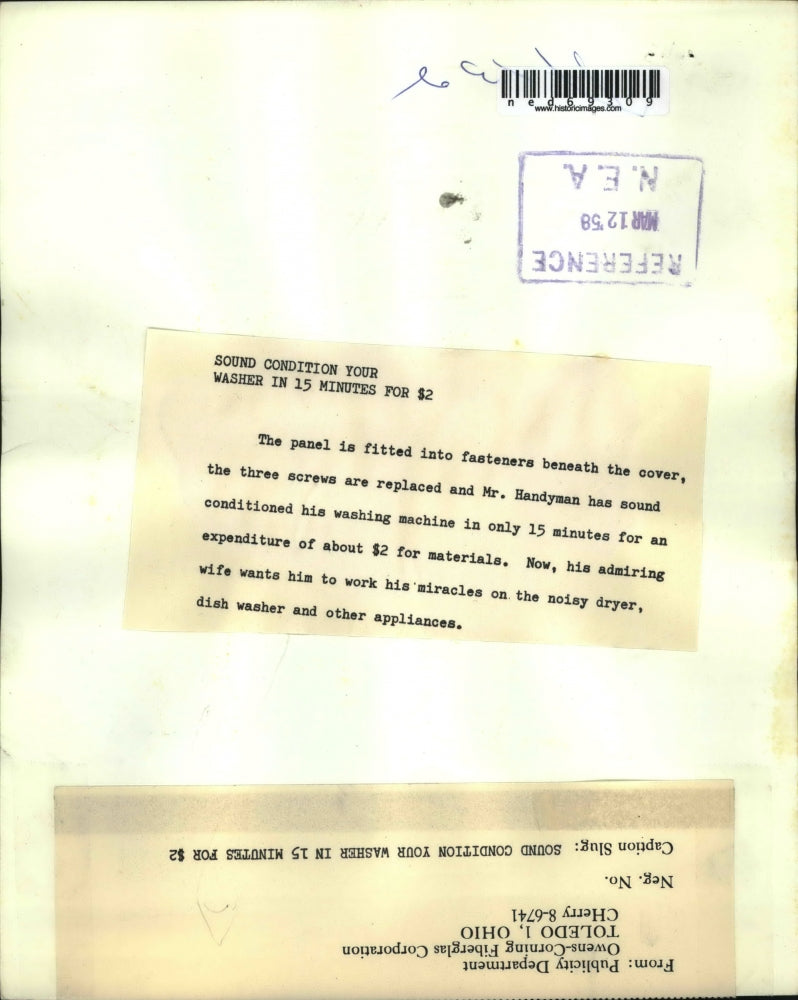 ned69309
www.historicimages.com
REFERENCE
MAR 12 '58
N. E. A.
SOUND CONDITION YOUR
WASHER IN 15 MINUTES FOR $2
The panel is fitted into fasteners beneath the cover,
the three screws are replaced and Mr. Handyman has sound
conditioned his washing machine in only 15 minutes for an
expenditure of about $2 for materials. Now, his admiring
wife wants him to work his miracles on the noisy dryer,
dish washer and other appliances.
From: Publicity Department
Owens-Corning Fiberglas Corporation
TOLEDO 1, OHIO
CHerry 8-6741
Neg. No.
Caption Slug: SOUND CONDITION YOUR WASHER IN 15 MINUTES FOR $2